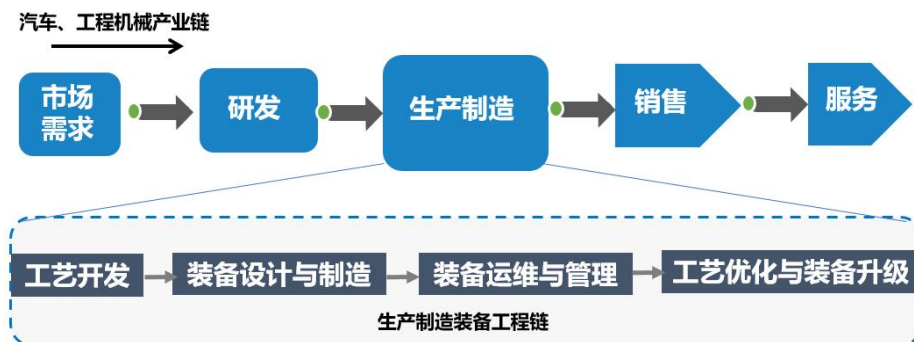 汽车、工程机械产业链
市场
需求
研发
生产制造
销售
服务
工艺开发
装备设计与制造
装备运维与管理
工艺优化与装备升级
生产制造装备工程链